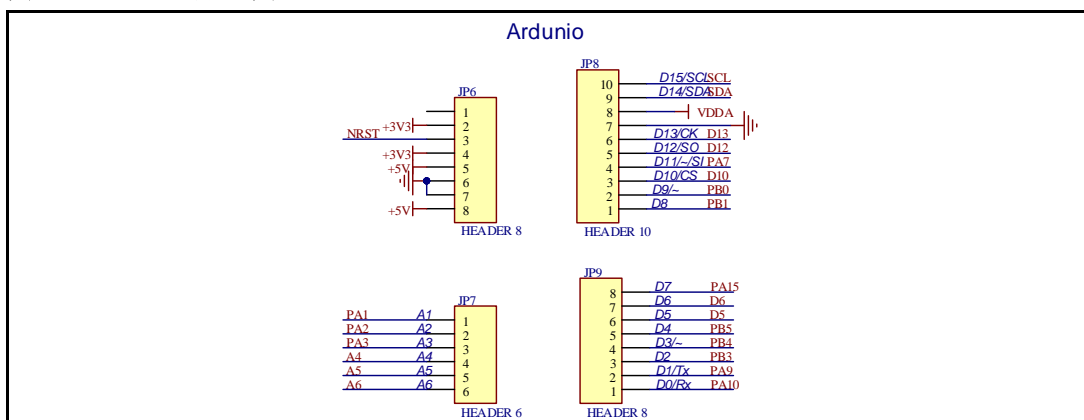 Ardunio
JP6
1
+3V3 2
NRST 3
+3V3 4
+5V 5
6
7
+5V 8
HEADER 8
JP8
10 D15/SCL SCL
9 D14/SDA SDA
8 VDDA
7
6 D13/CK D13
5 D12/SO D12
4 D11/~/SI PA7
3 D10/CS D10
2 D9/~ PB0
1 D8 PB1
HEADER 10
JP7
PA1 A1 1
PA2 A2 2
PA3 A3 3
A4 A4 4
A5 A5 5
A6 A6 6
HEADER 6
JP9
8 D7 PA15
7 D6 D6
6 D5 D5
5 D4 PB5
4 D3/~ PB4
3 D2 PB3
2 D1/Tx PA9
1 D0/Rx PA10
HEADER 8